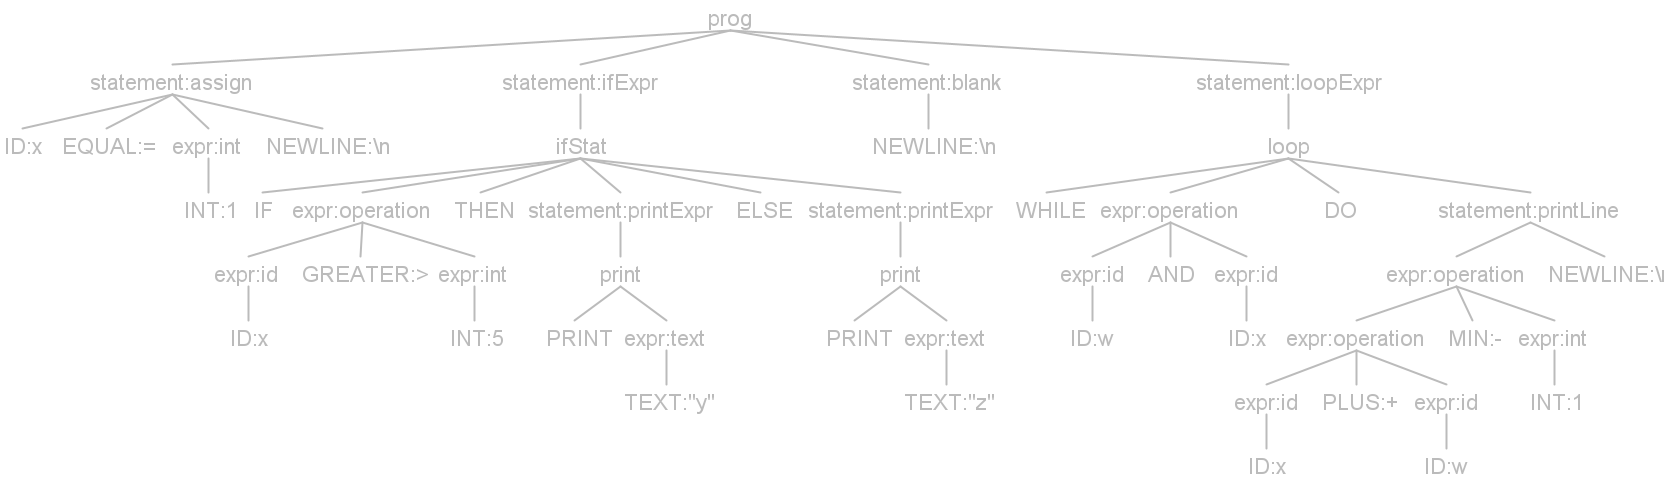 prog
statement:assign statement:ifExpr statement:blank statement:loopExpr
ID:x EQUAL:= expr:int NEWLINE:\n ifStat NEWLINE:\n loop
INT:1 IF expr:operation THEN statement:printExpr ELSE statement:printExpr WHILE expr:operation DO statement:printLine
expr:id GREATER:> expr:int print print expr:id AND expr:id expr:operation NEWLINE:\n
ID:x INT:5 PRINT expr:text PRINT expr:text ID:w ID:x expr:operation MIN:- expr:int
TEXT:"y" TEXT:"z" expr:id PLUS:+ expr:id INT:1
ID:x ID:w